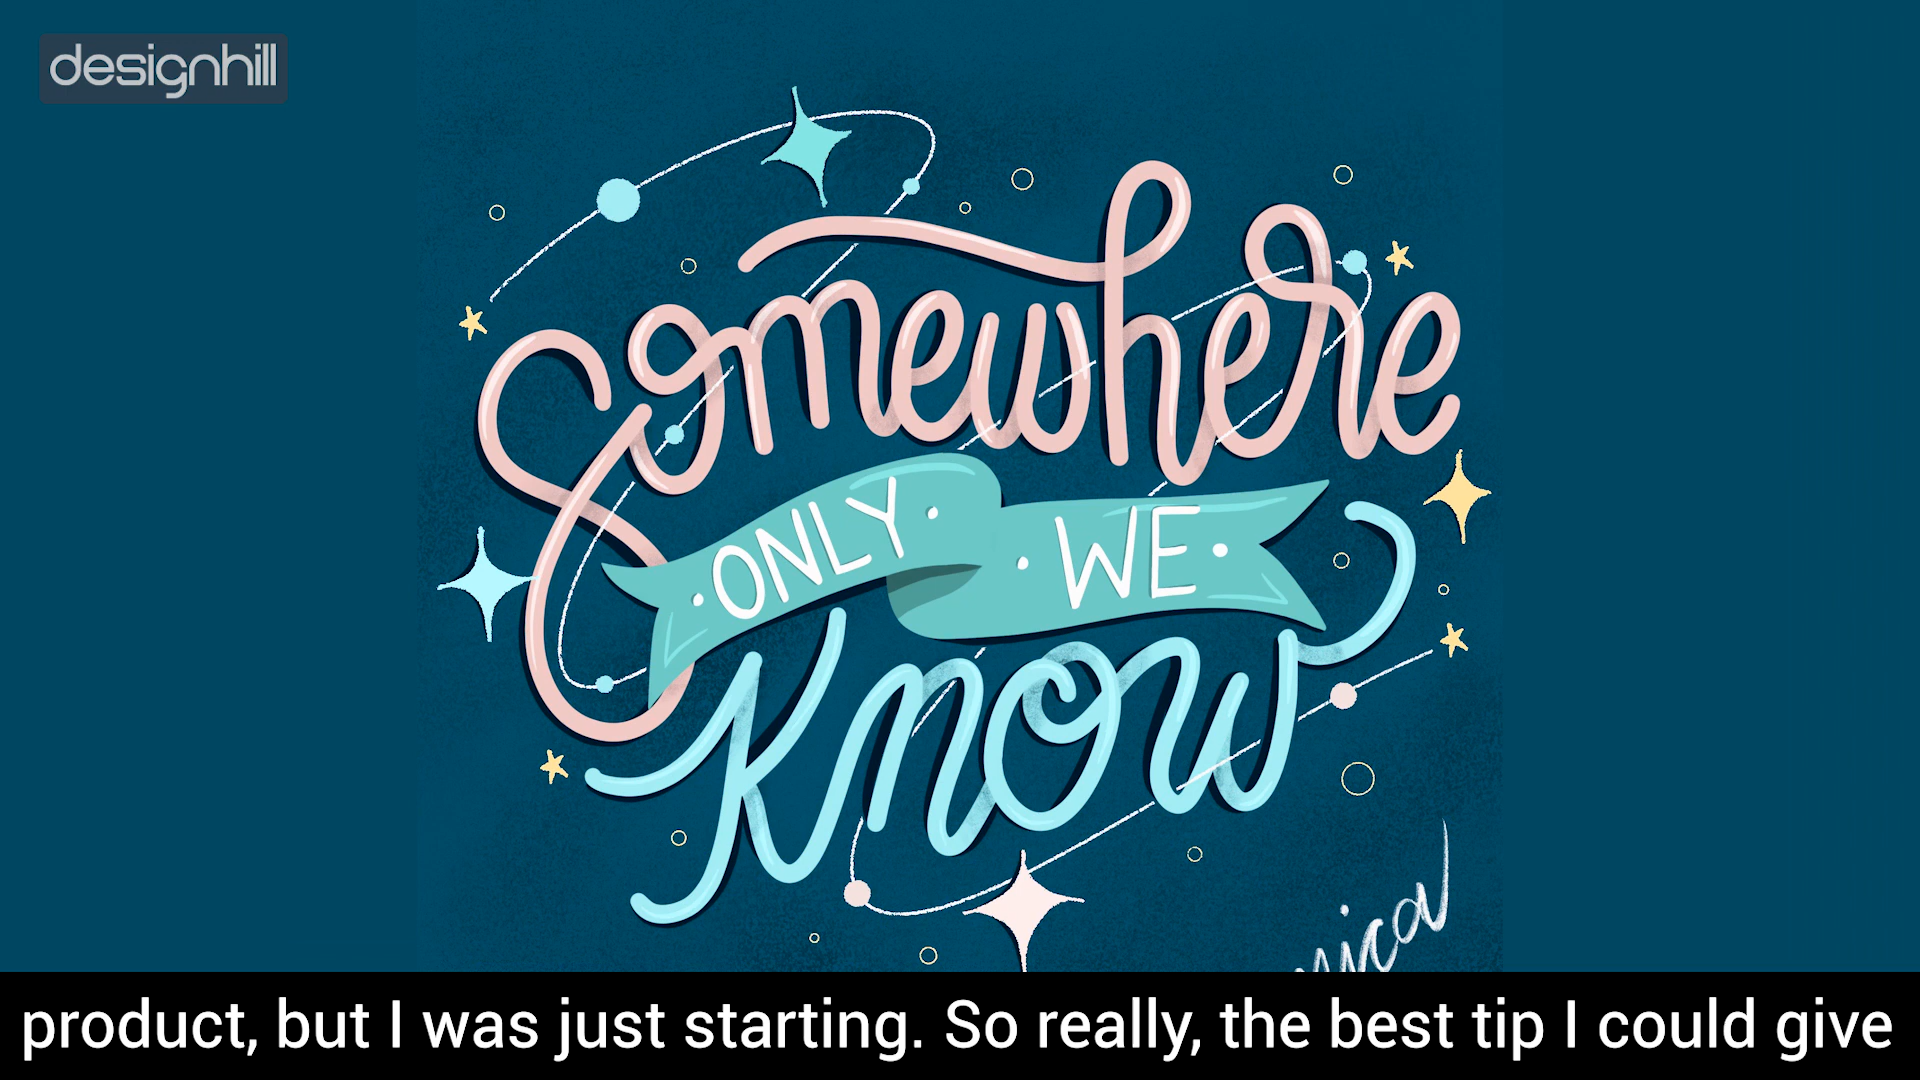 designhill
Somewhere
·ONLY·
·WE·
Know
product, but I was just starting. So really, the best tip I could give